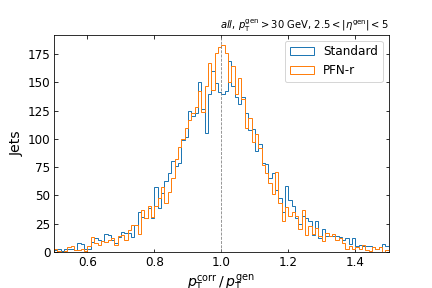 all, p_T^gen > 30 GeV, 2.5 < |η^gen| < 5
Standard
PFN-r
Jets
175
150
125
100
75
50
25
0
0.6 0.8 1.0 1.2 1.4
p_T^corr / p_T^gen